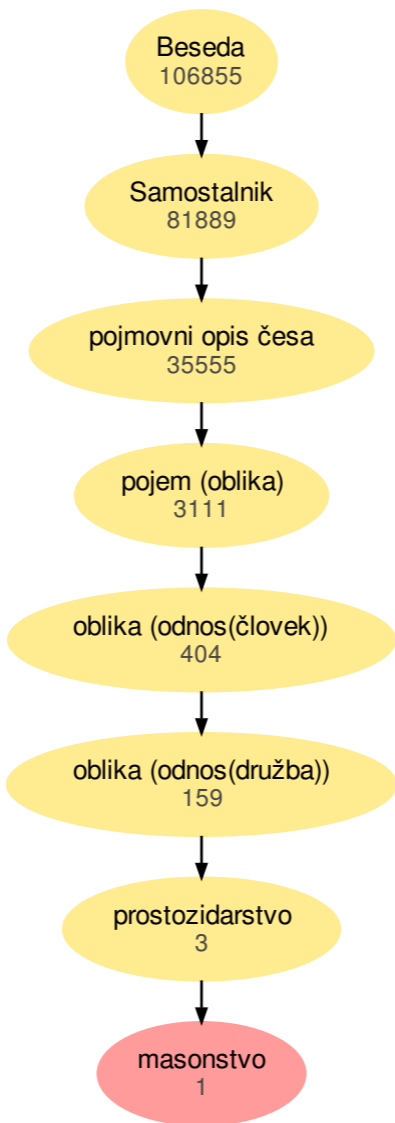 Beseda
106855
Samostalnik
81889
pojmovni opis česa
35555
pojem (oblika)
3111
oblika (odnos(človek))
404
oblika (odnos(družba))
159
prostozidarstvo
3
masonstvo
1